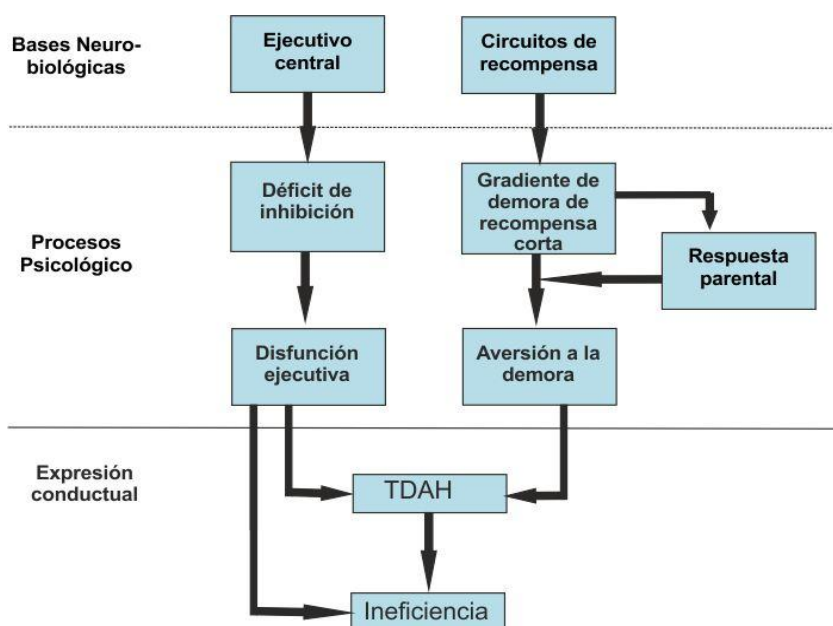 Bases Neuro-
biológicas
Ejecutivo
central
Circuitos de
recompensa
Procesos
Psicológico
Déficit de
inhibición
Gradiente de
demora de
recompensa
corta
Respuesta
parental
Disfunción
ejecutiva
Aversión a la
demora
Expresión
conductual
TDAH
Ineficiencia